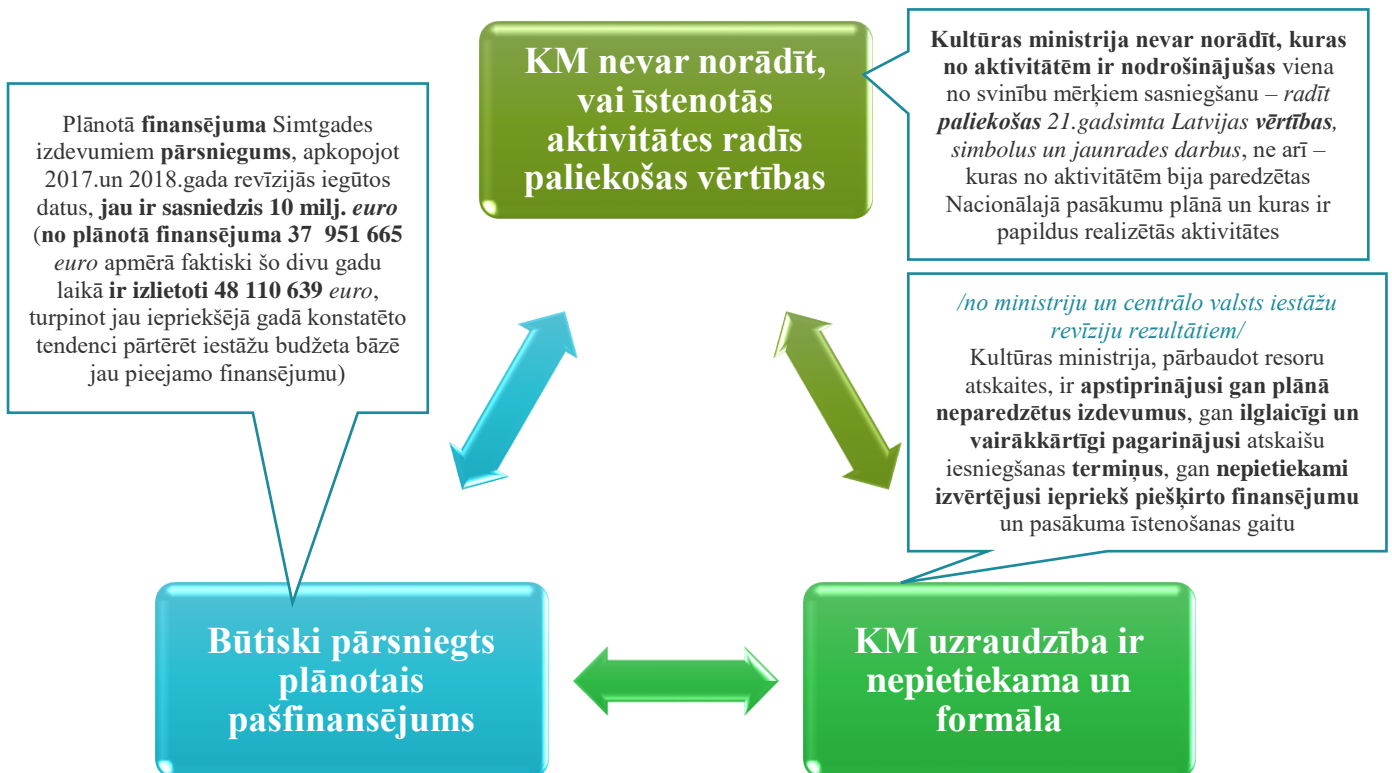 KM nevar norādīt,
vai īstenotās
aktivitātes radīs
paliekošas vērtības
Kultūras ministrija nevar norādīt, kuras
no aktivitātēm ir nodrošinājušas viena
no svinību mērķiem sasniegšanu – radīt
paliekošas 21.gadsimta Latvijas vērtības,
simbolus un jaunrades darbus, ne arī –
kuras no aktivitātēm bija paredzētas
Nacionālajā pasākumu plānā un kuras ir
papildus realizētās aktivitātes
Plānotā finansējuma Simtgades
izdevumiem pārsniegums, apkopojot
2017.un 2018.gada revīzijās iegūtos
datus, jau ir sasniedzis 10 milj. euro
(no plānotā finansējuma 37 951 665
euro apmērā faktiski šo divu gadu
laikā ir izlietoti 48 110 639 euro,
turpinot jau iepriekšējā gadā konstatēto
tendenci pārtērēt iestāžu budžeta bāzē
jau pieejamo finansējumu)
/no ministriju un centrālo valsts iestāžu
revīziju rezultātiem/
Kultūras ministrija, pārbaudot resoru
atskaites, ir apstiprinājusi gan plānā
neparedzētus izdevumus, gan ilglaicīgi un
vairākkārtīgi pagarinājusi atskaišu
iesniegšanas termiņus, gan nepietiekami
izvērtējusi iepriekš piešķirto finansējumu
un pasākuma īstenošanas gaitu
Būtiski pārsniegts
plānotais
pašfinansējums
KM uzraudzība ir
nepietiekama un
formāla